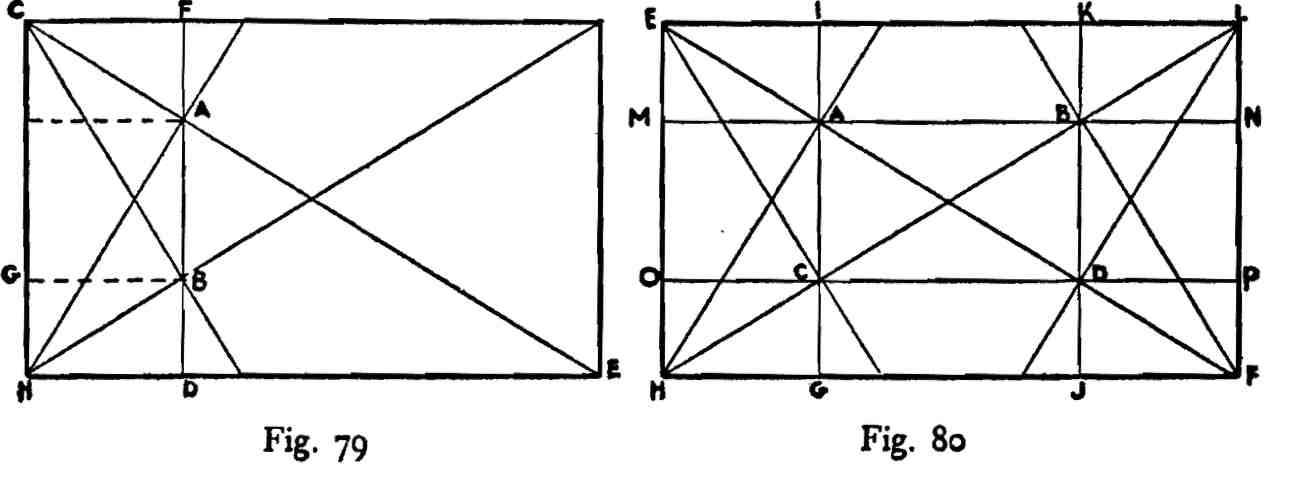 C F
A
G B
H D E
Fig. 79
E I K L
M A B N
O C D P
H G J F
Fig. 80